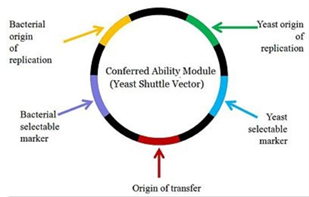 Bacterial
origin
of
replication
Yeast origin
of
replication
Conferred Ability Module
(Yeast Shuttle Vector)
Bacterial
selectable
marker
Yeast
selectable
marker
Origin of transfer